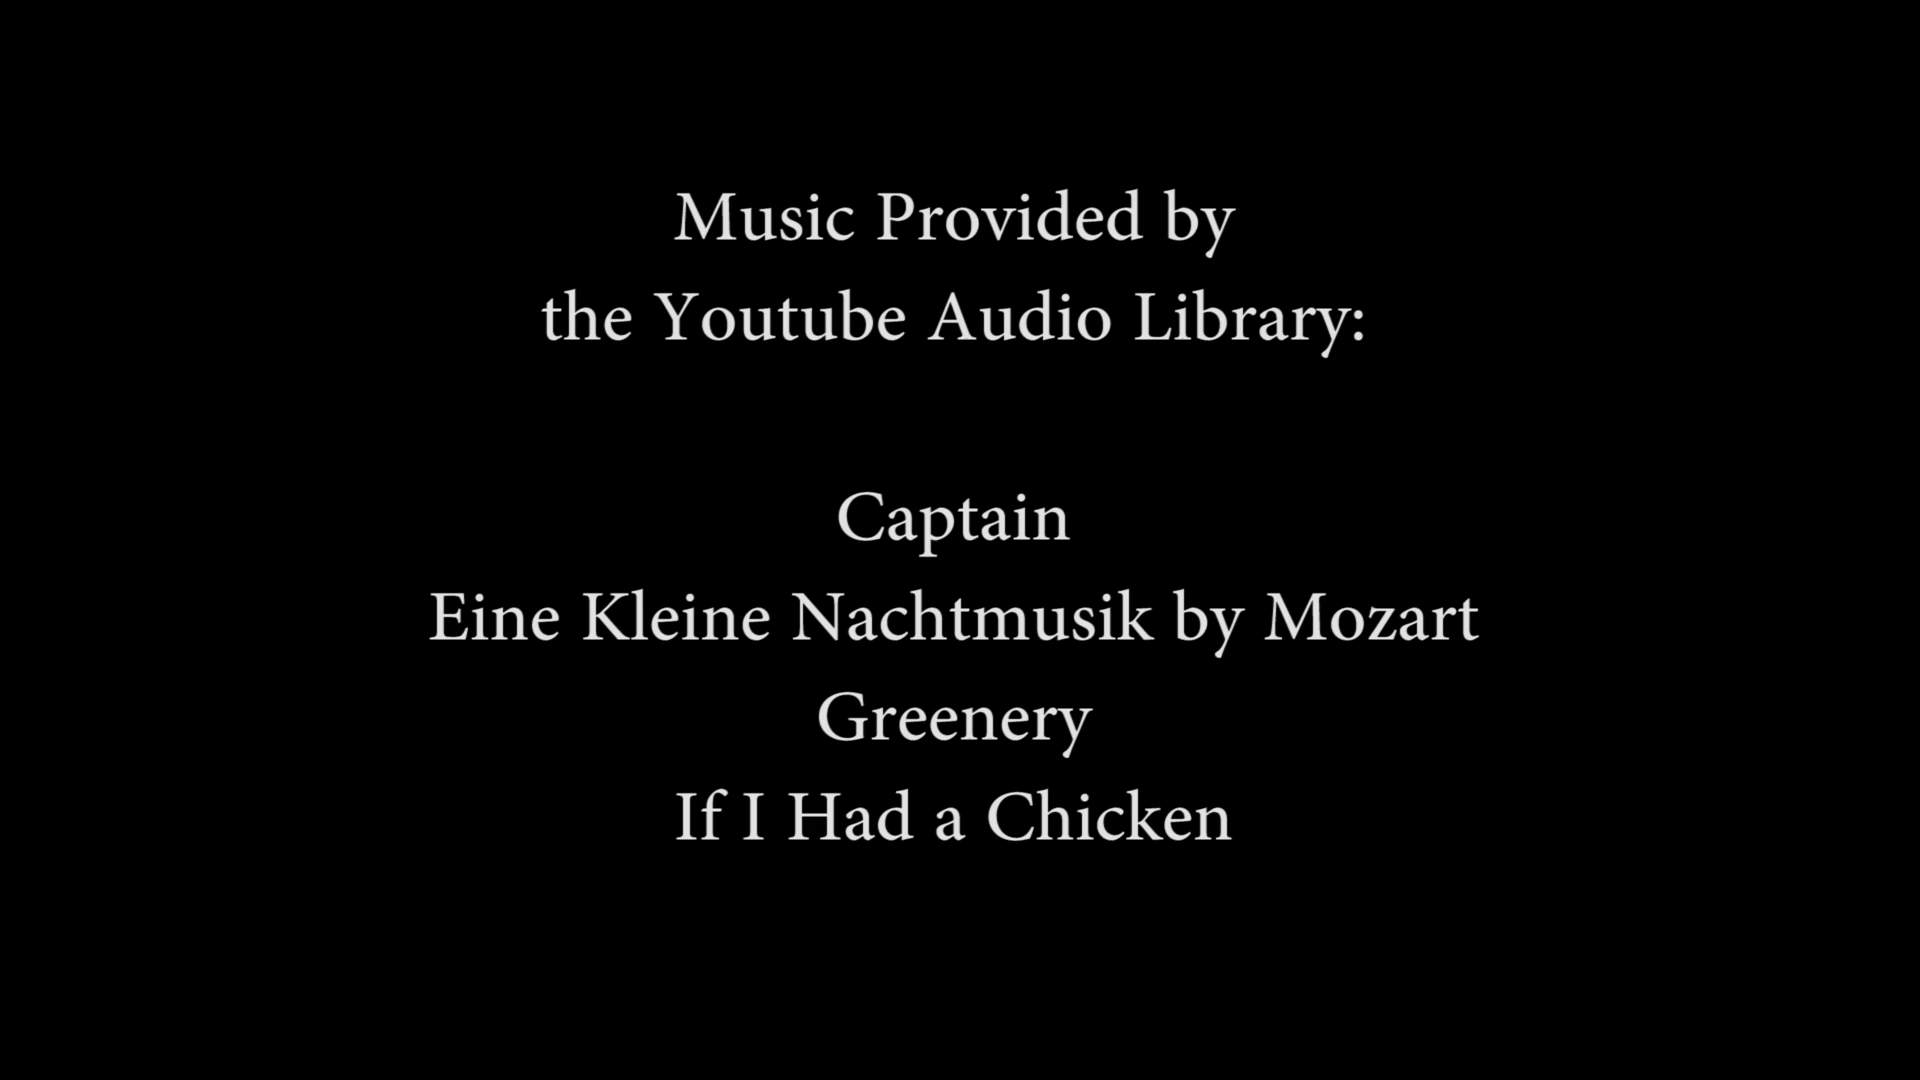 Music Provided by
the Youtube Audio Library:
Captain
Eine Kleine Nachtmusik by Mozart
Greenery
If I Had a Chicken